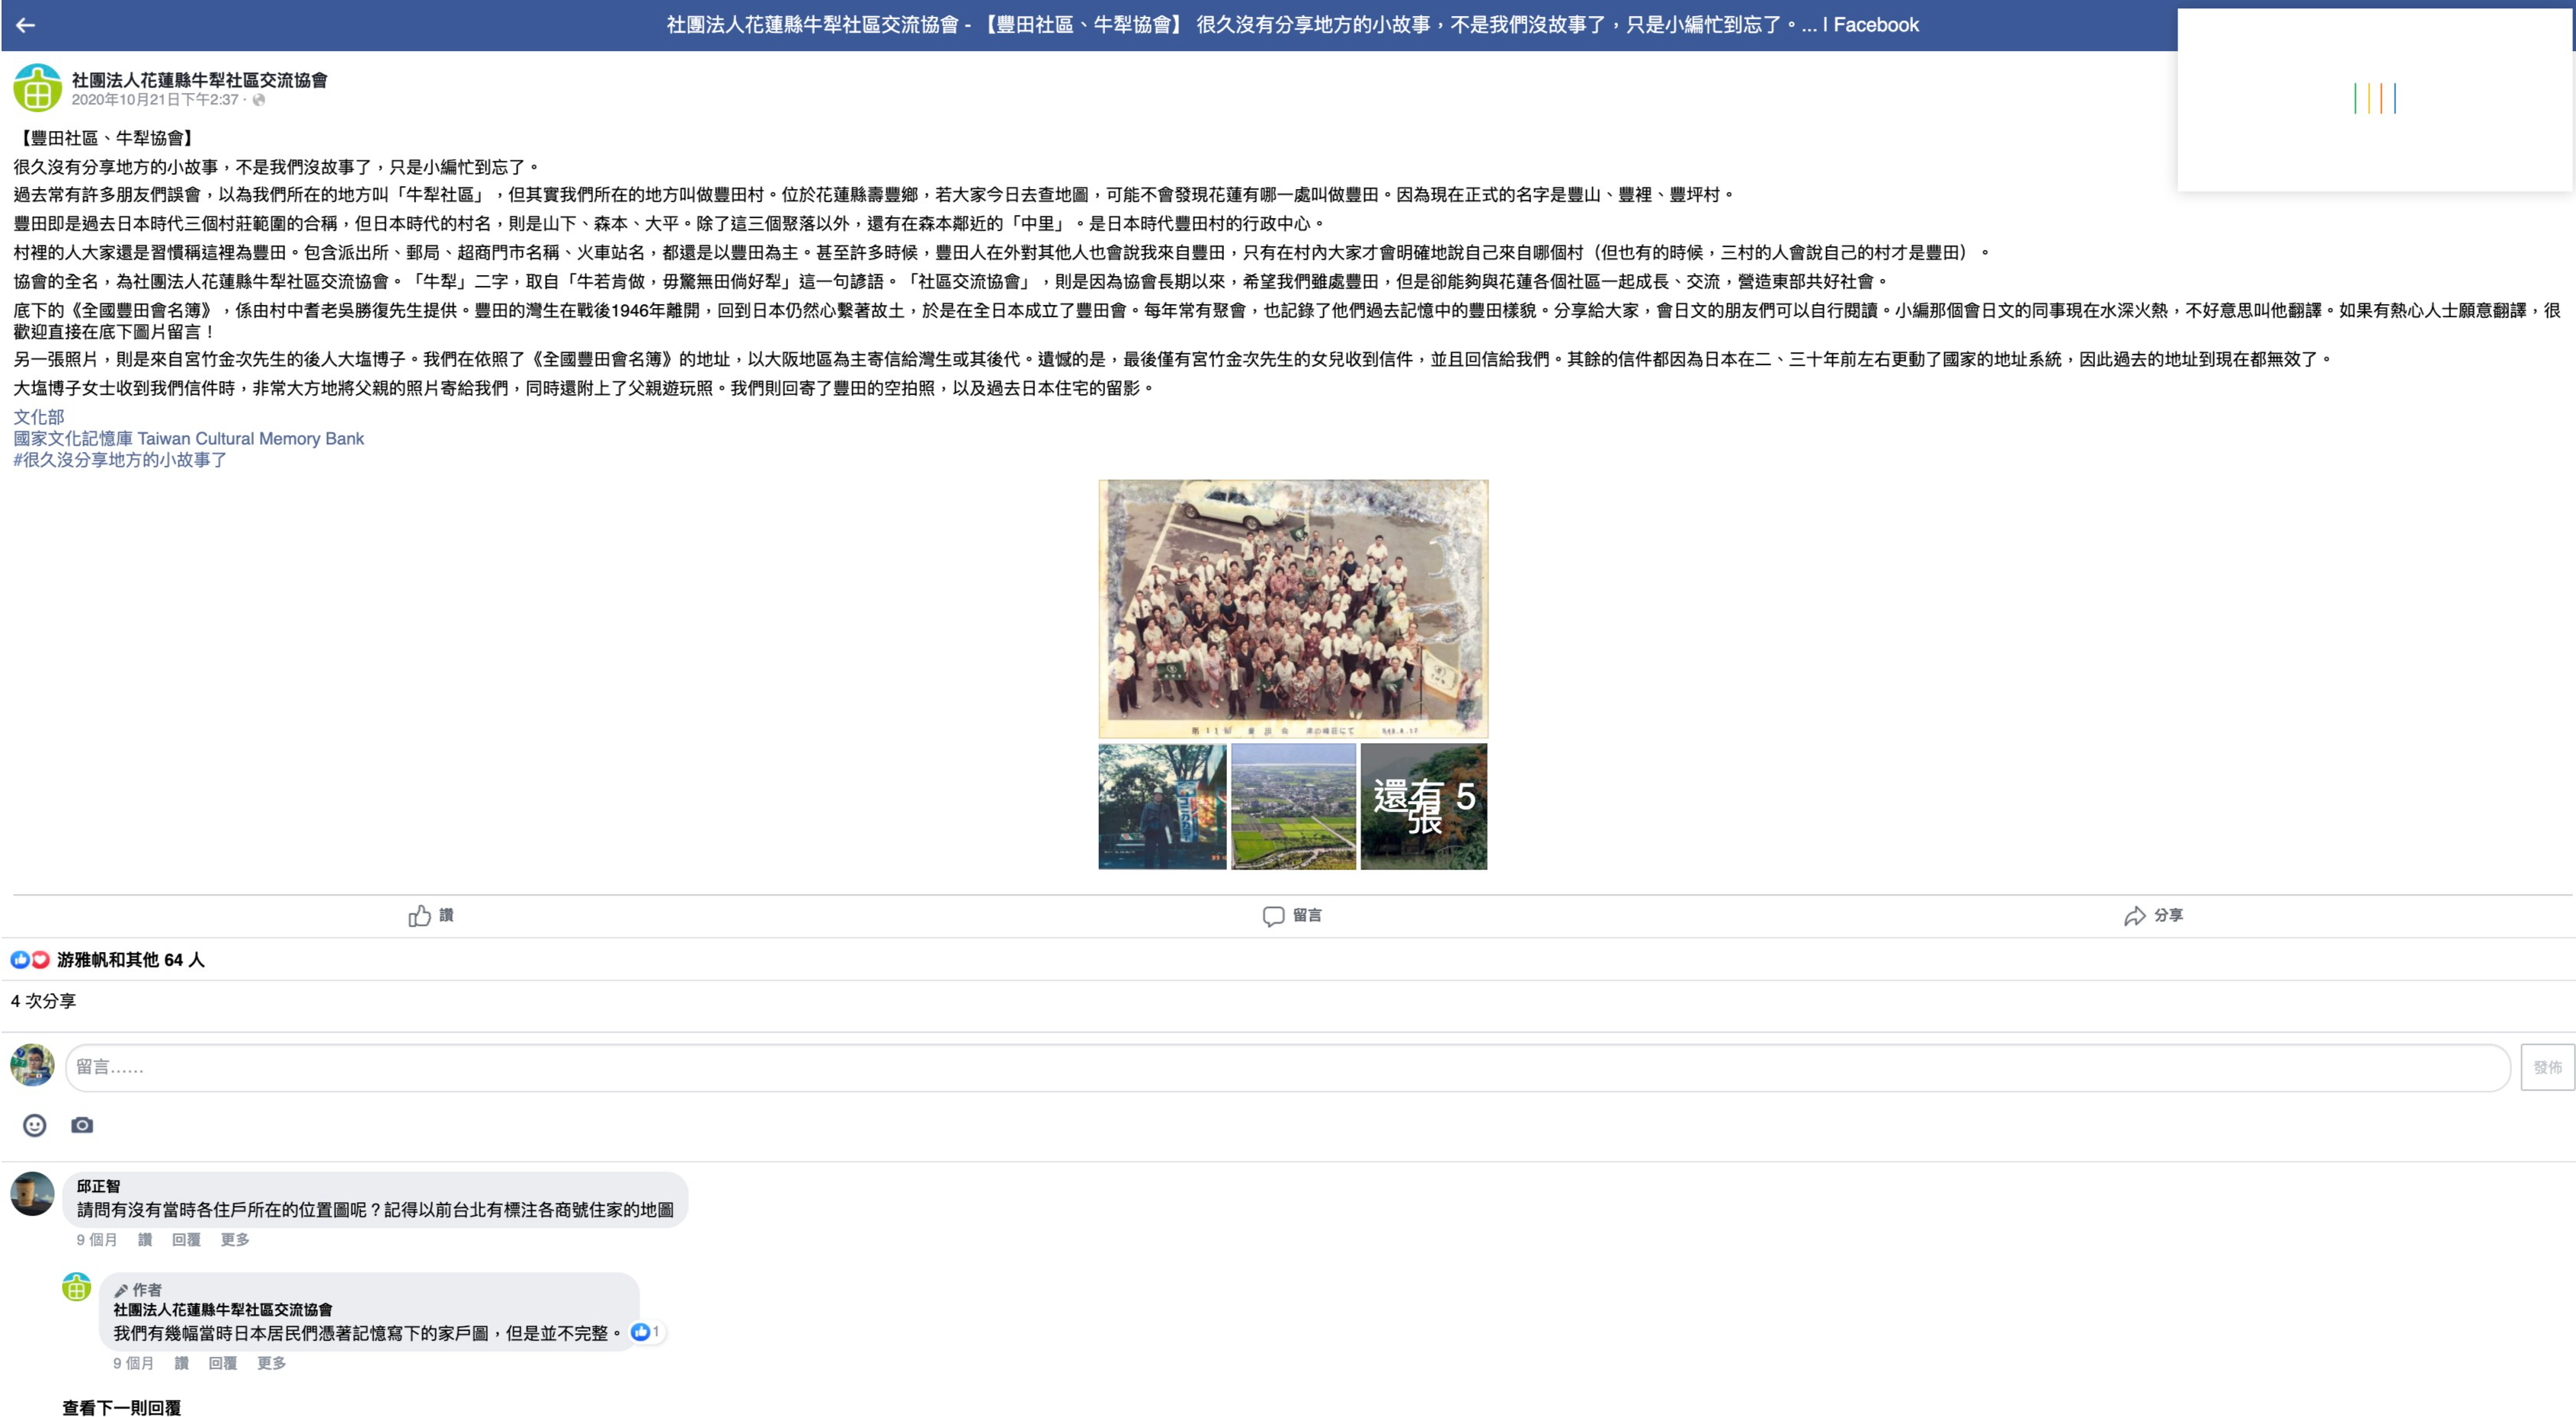 社團法人花蓮縣牛犁社區交流協會 - 【豐田社區、牛犁協會】 很久沒有分享地方的小故事，不是我們沒故事了，只是小編忙到忘了。... | Facebook
社團法人花蓮縣牛犁社區交流協會
2020年10月21日下午2:37 ·
【豐田社區、牛犁協會】
很久沒有分享地方的小故事，不是我們沒故事了，只是小編忙到忘了。
過去常有許多朋友們誤會，以為我們所在的地方叫「牛犁社區」，但其實我們所在的地方叫做豐田村。位於花蓮縣壽豐鄉，若大家今日去查地圖，可能不會發現花蓮有哪一處叫做豐田。因為現在正式的名字是豐山、豐裡、豐坪村。
豐田即是過去日本時代三個村莊範圍的合稱，但日本時代的村名，則是山下、森本、大平。除了這三個聚落以外，還有在森本鄰近的「中里」。是日本時代豐田村的行政中心。
村裡的人大家還是習慣稱這裡為豐田。包含派出所、郵局、超商門市名稱、火車站名，都還是以豐田為主。甚至許多時候，豐田人在外對其他人也會說我來自豐田，只有在村內大家才會明確地說自己來自哪個村（但也有的時候，三村的人會說自己的村才是豐田）。
協會的全名，為社團法人花蓮縣牛犁社區交流協會。「牛犁」二字，取自「牛若肯做，毋驚無田倘好犁」這一句諺語。「社區交流協會」，則是因為協會長期以來，希望我們雖處豐田，但是卻能夠與花蓮各個社區一起成長、交流，營造東部共好社會。
底下的《全國豐田會名簿》，係由村中耆老吳勝復先生提供。豐田的灣生在戰後1946年離開，回到日本仍然心繫著故土，於是在全日本成立了豐田會。每年常有聚會，也記錄了他們過去記憶中的豐田樣貌。分享給大家，會日文的朋友們可以自行閱讀。小編那個會日文的同事現在水深火熱，不好意思叫他翻譯。如果有熱心人士願意翻譯，很
歡迎直接在底下圖片留言！
另一張照片，則是來自宮竹金次先生的後人大塩博子。我們在依照了《全國豐田會名簿》的地址，以大阪地區為主寄信給灣生或其後代。遺憾的是，最後僅有宮竹金次先生的女兒收到信件，並且回信給我們。其餘的信件都因為日本在二、三十年前左右更動了國家的地址系統，因此過去的地址到現在都無效了。
大塩博子女士收到我們信件時，非常大方地將父親的照片寄給我們，同時還附上了父親遊玩照。我們則回寄了豐田的空拍照，以及過去日本住宅的留影。
文化部
國家文化記憶庫 Taiwan Cultural Memory Bank
#很久沒分享地方的小故事了
還有 5
張
讚 留言 分享
游雅帆和其他 64 人
4 次分享
留言......
發佈
邱正智
請問有沒有當時各住戶所在的位置圖呢？記得以前台北有標注各商號住家的地圖
9 個月 讚 回覆 更多
作者
社團法人花蓮縣牛犁社區交流協會
我們有幾幅當時日本居民們憑著記憶寫下的家戶圖，但是並不完整。 1
9 個月 讚 回覆 更多
查看下一則回覆